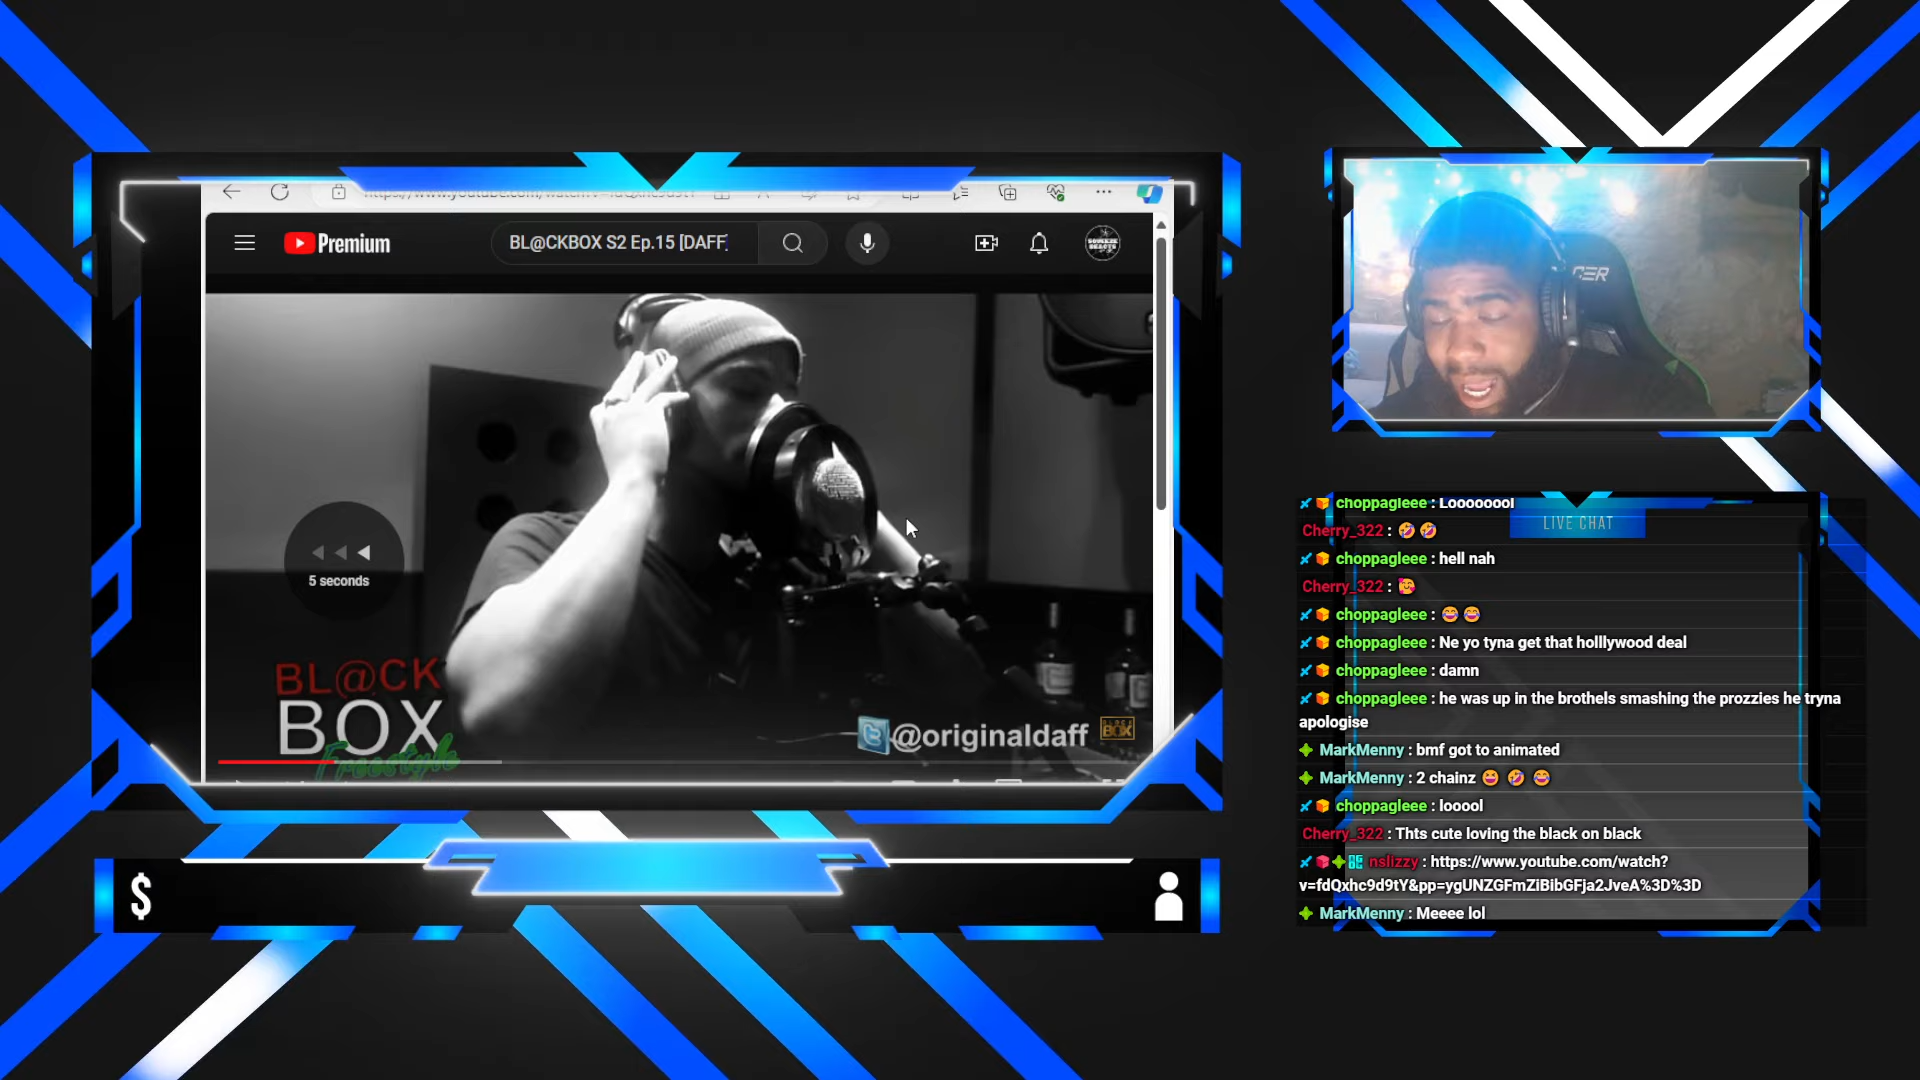 Premium
BL@CKBOX S2 Ep.15 [DAFF
5 seconds
BL@CK
BOX
Freestyle
@originaldaff
LIVE CHAT
choppagleee : Loooooool
Cherry_322 : 🤣 🤣
choppagleee : hell nah
Cherry_322 : 🥰
choppagleee : 😂 😂
choppagleee : Ne yo tyna get that holllywood deal
choppagleee : damn
choppagleee : he was up in the brothels smashing the prozzies he tryna
apologise
MarkMenny : bmf got to animated
MarkMenny : 2 chainz 😆 🤣 😂
choppagleee : looool
Cherry_322 : Thts cute loving the black on black
nslizzy : https://www.youtube.com/watch?
v=fdQxhc9d9tY&pp=ygUNZGFmZiBibGFja2JveA%3D%3D
MarkMenny : Meeee lol
$